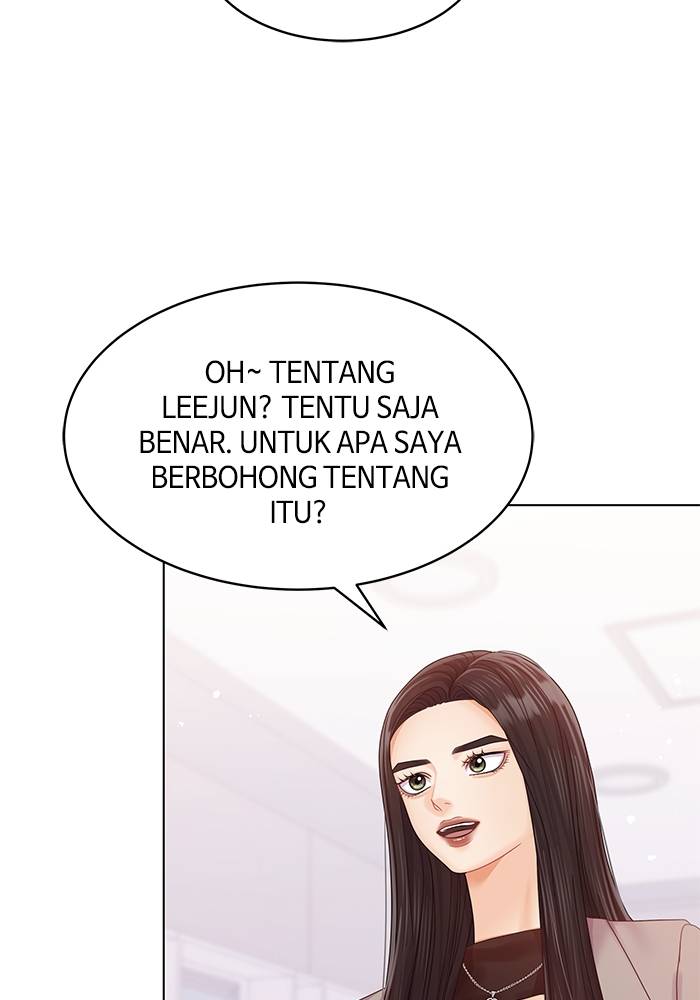 OH~ TENTANG
LEEJUN? TENTU SAJA
BENAR. UNTUK APA SAYA
BERBOHONG TENTANG
ITU?